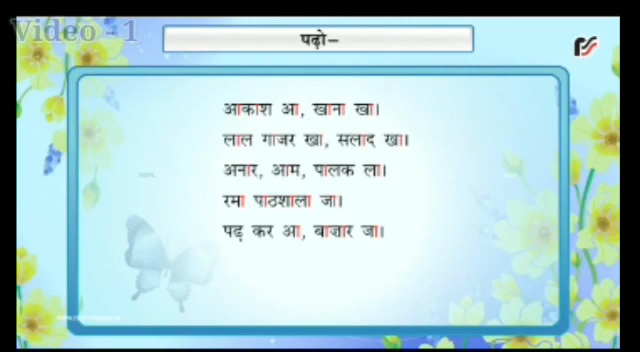 Video - 1
पढ़ो–
आकाश आ, खाना खा।
लाल गाजर खा, सलाद खा।
अनार, आम, पालक ला।
रमा पाठशाला जा।
पढ़ कर आ, बाज़ार जा।